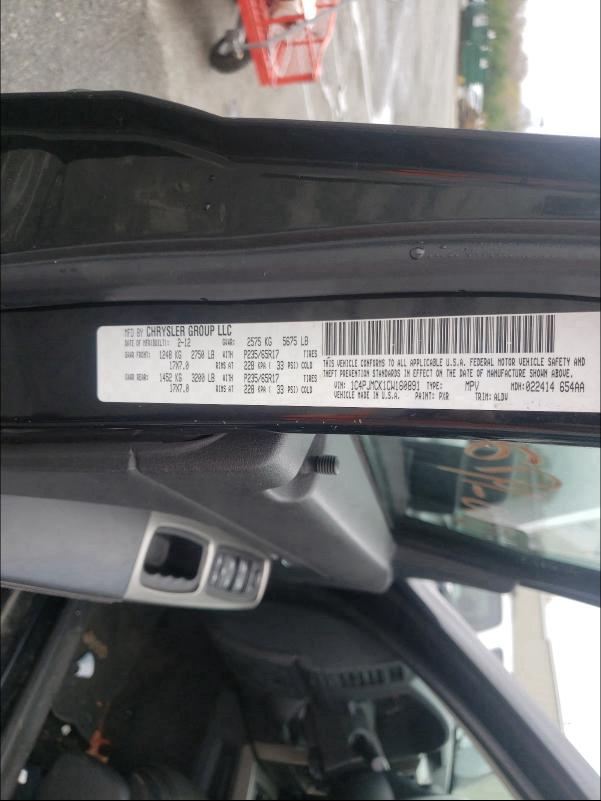 MFD BY CHRYSLER GROUP LLC
DATE OF MFR(BUILT): 2-12 GVWR: 2575 KG 5675 LB
GAWR FRONT: 1248 KG 2750 LB WITH P235/65R17 TIRES
17X7.0 RIMS AT 228 KPA ( 33 PSI) COLD
GAWR REAR: 1452 KG 3200 LB WITH P235/65R17 TIRES
17X7.0 RIMS AT 228 KPA ( 33 PSI) COLD
THIS VEHICLE CONFORMS TO ALL APPLICABLE U.S.A. FEDERAL MOTOR VEHICLE SAFETY AND
THEFT PREVENTION STANDARDS IN EFFECT ON THE DATE OF MANUFACTURE SHOWN ABOVE.
VIN: 1C4PJMCK1CW160891 TYPE: MPV MDH: 022414 654AA
VEHICLE MADE IN U.S.A. PAINT: PXR TRIM: ALDV